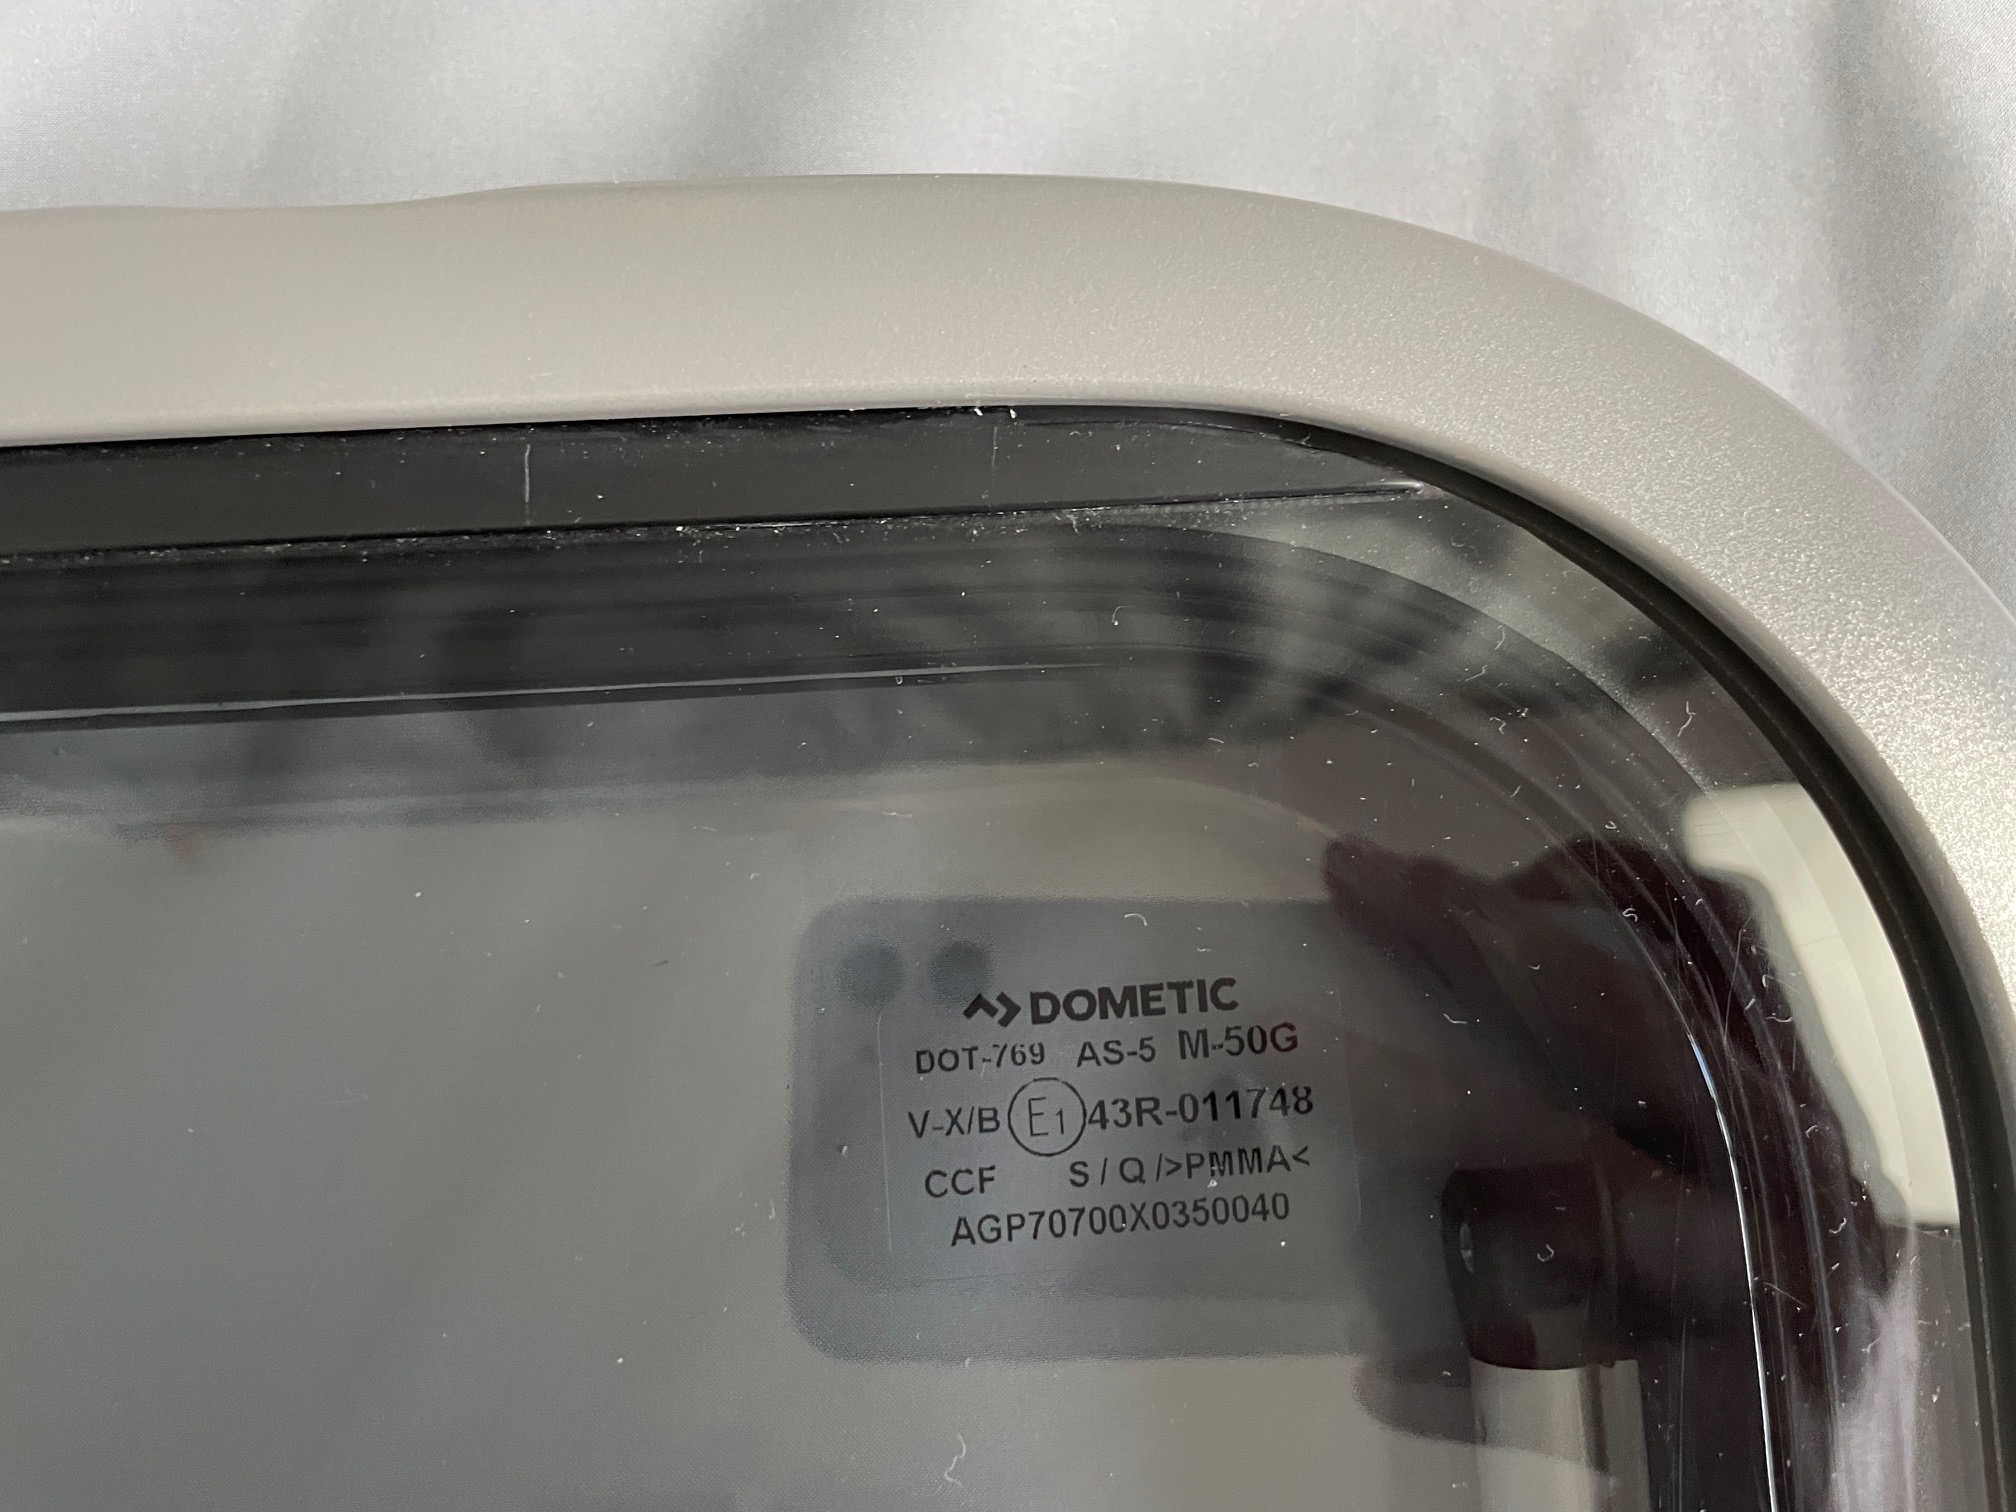 DOMETIC
DOT-769 AS-5 M-50G
V-X/B E1 43R-011748
CCF S/Q/>PMMA<
AGP70700X0350040